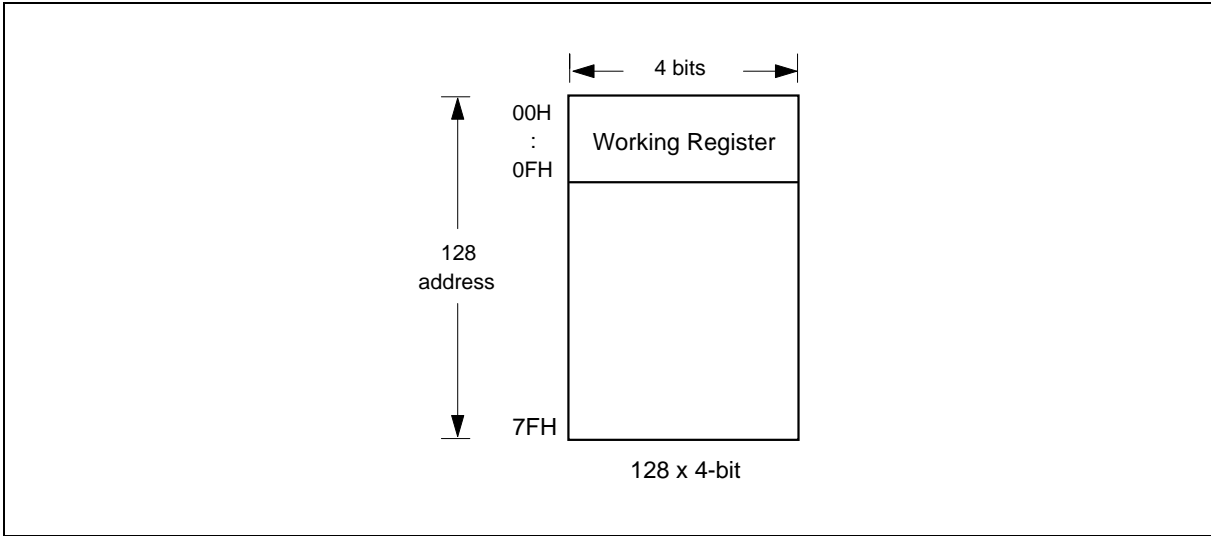 4 bits
00H
:
0FH
Working Register
128
address
7FH
128 x 4-bit